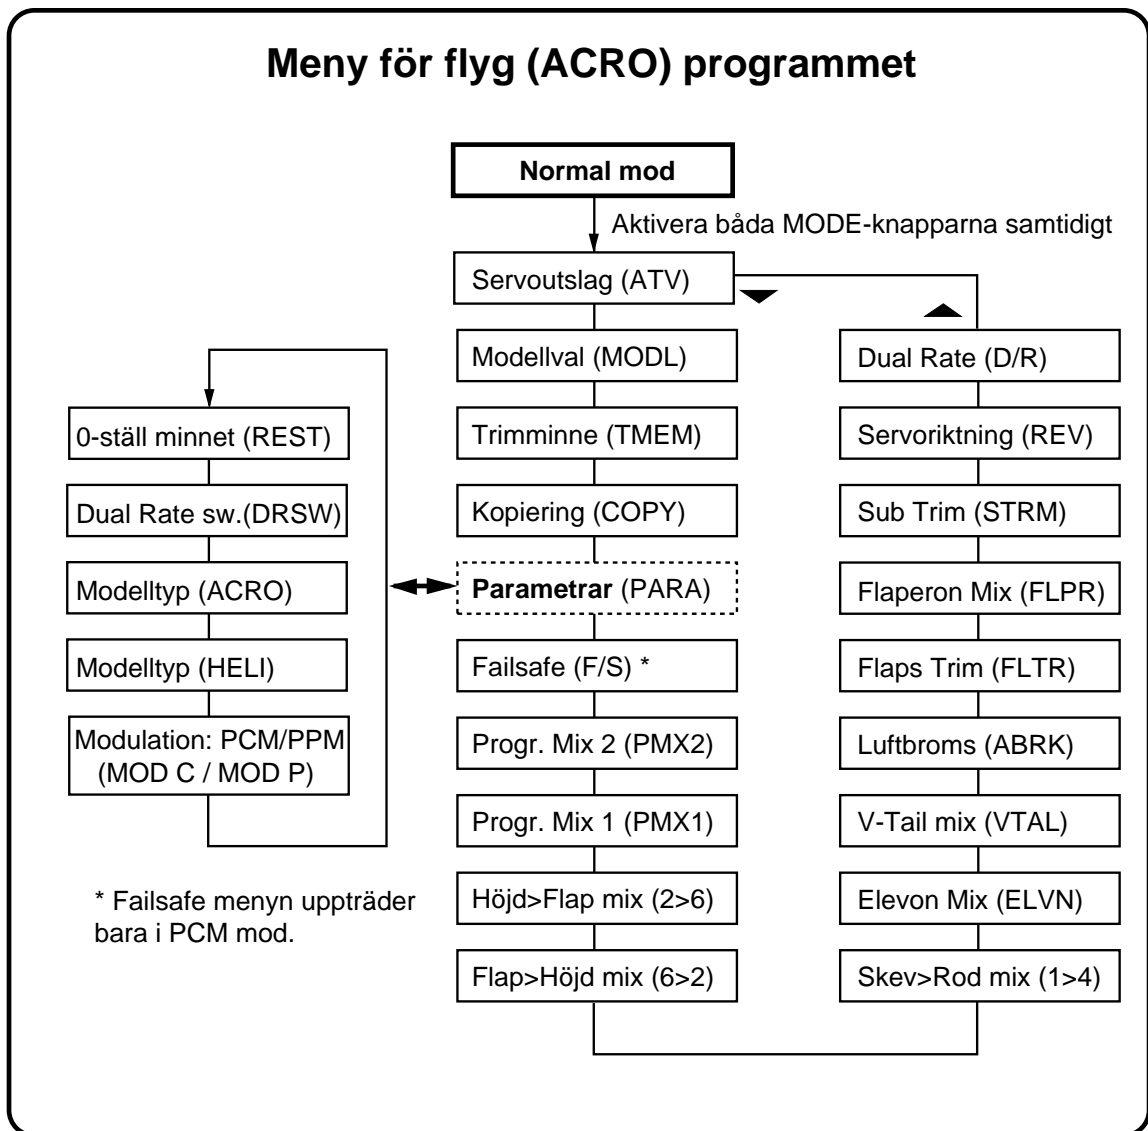 Meny för flyg (ACRO) programmet
Normal mod
Aktivera båda MODE-knapparna samtidigt
Servoutslag (ATV)
Modellval (MODL)
Trimminne (TMEM)
Kopiering (COPY)
Parametrar (PARA)
Failsafe (F/S) *
Progr. Mix 2 (PMX2)
Progr. Mix 1 (PMX1)
Höjd>Flap mix (2>6)
Flap>Höjd mix (6>2)
Dual Rate (D/R)
Servoriktning (REV)
Sub Trim (STRM)
Flaperon Mix (FLPR)
Flaps Trim (FLTR)
Luftbroms (ABRK)
V-Tail mix (VTAL)
Elevon Mix (ELVN)
Skev>Rod mix (1>4)
0-ställ minnet (REST)
Dual Rate sw.(DRSW)
Modelltyp (ACRO)
Modelltyp (HELI)
Modulation: PCM/PPM
(MOD C / MOD P)
* Failsafe menyn uppträder
bara i PCM mod.